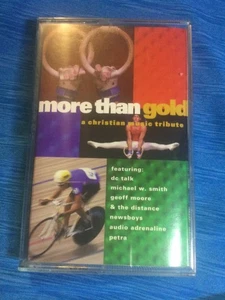 more than gold
a christian music tribute
featuring:
dc talk
michael w. smith
geoff moore
& the distance
newsboys
audio adrenaline
petra